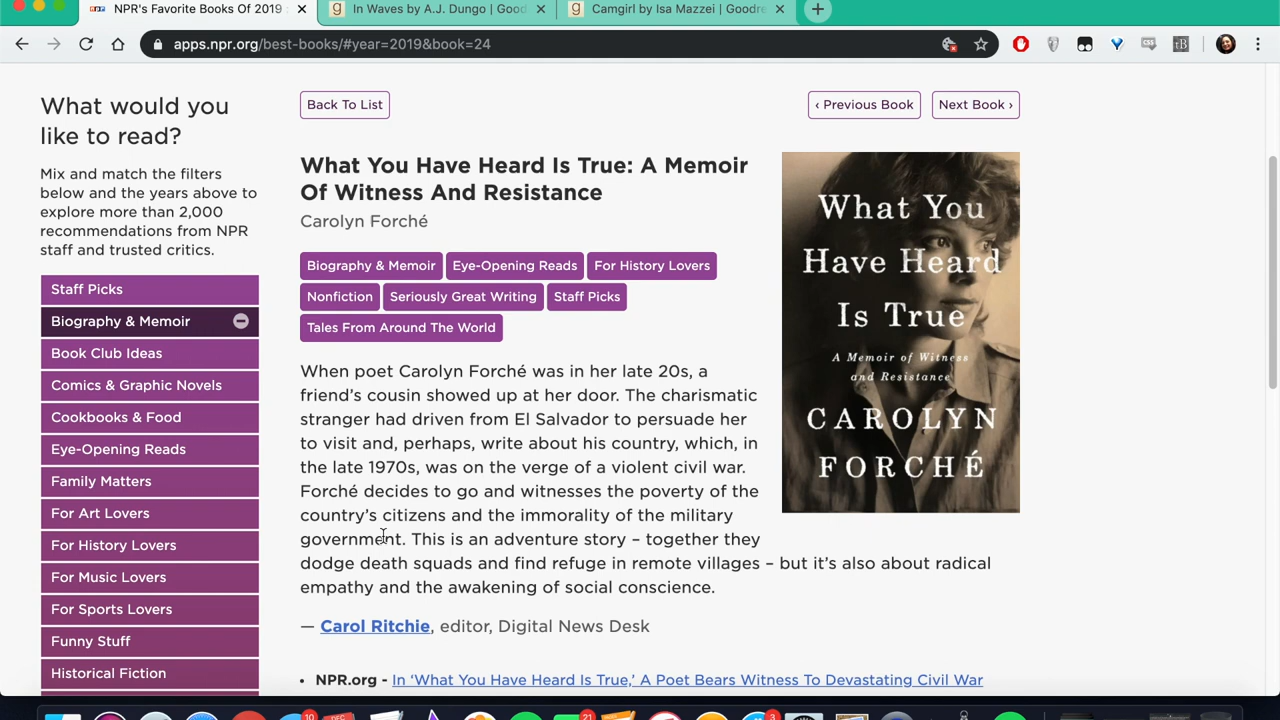 NPR's Favorite Books Of 2019
In Waves by A.J. Dungo | Good
Camgirl by Isa Mazzei | Goodre
apps.npr.org/best-books/#year=2019&book=24
What would you
like to read?
Mix and match the filters
below and the years above to
explore more than 2,000
recommendations from NPR
staff and trusted critics.
Staff Picks
Biography & Memoir
Book Club Ideas
Comics & Graphic Novels
Cookbooks & Food
Eye-Opening Reads
Family Matters
For Art Lovers
For History Lovers
For Music Lovers
For Sports Lovers
Funny Stuff
Historical Fiction
Back To List
‹ Previous Book
Next Book ›
What You Have Heard Is True: A Memoir
Of Witness And Resistance
Carolyn Forché
Biography & Memoir
Eye-Opening Reads
For History Lovers
Nonfiction
Seriously Great Writing
Staff Picks
Tales From Around The World
When poet Carolyn Forché was in her late 20s, a
friend's cousin showed up at her door. The charismatic
stranger had driven from El Salvador to persuade her
to visit and, perhaps, write about his country, which, in
the late 1970s, was on the verge of a violent civil war.
Forché decides to go and witnesses the poverty of the
country's citizens and the immorality of the military
government. This is an adventure story – together they
dodge death squads and find refuge in remote villages – but it's also about radical
empathy and the awakening of social conscience.
— Carol Ritchie, editor, Digital News Desk
• NPR.org - In 'What You Have Heard Is True,' A Poet Bears Witness To Devastating Civil War
What You
Have Heard
Is True
A Memoir of Witness
and Resistance
CAROLYN
FORCHÉ
CSS
tB
10
DEC
21
3